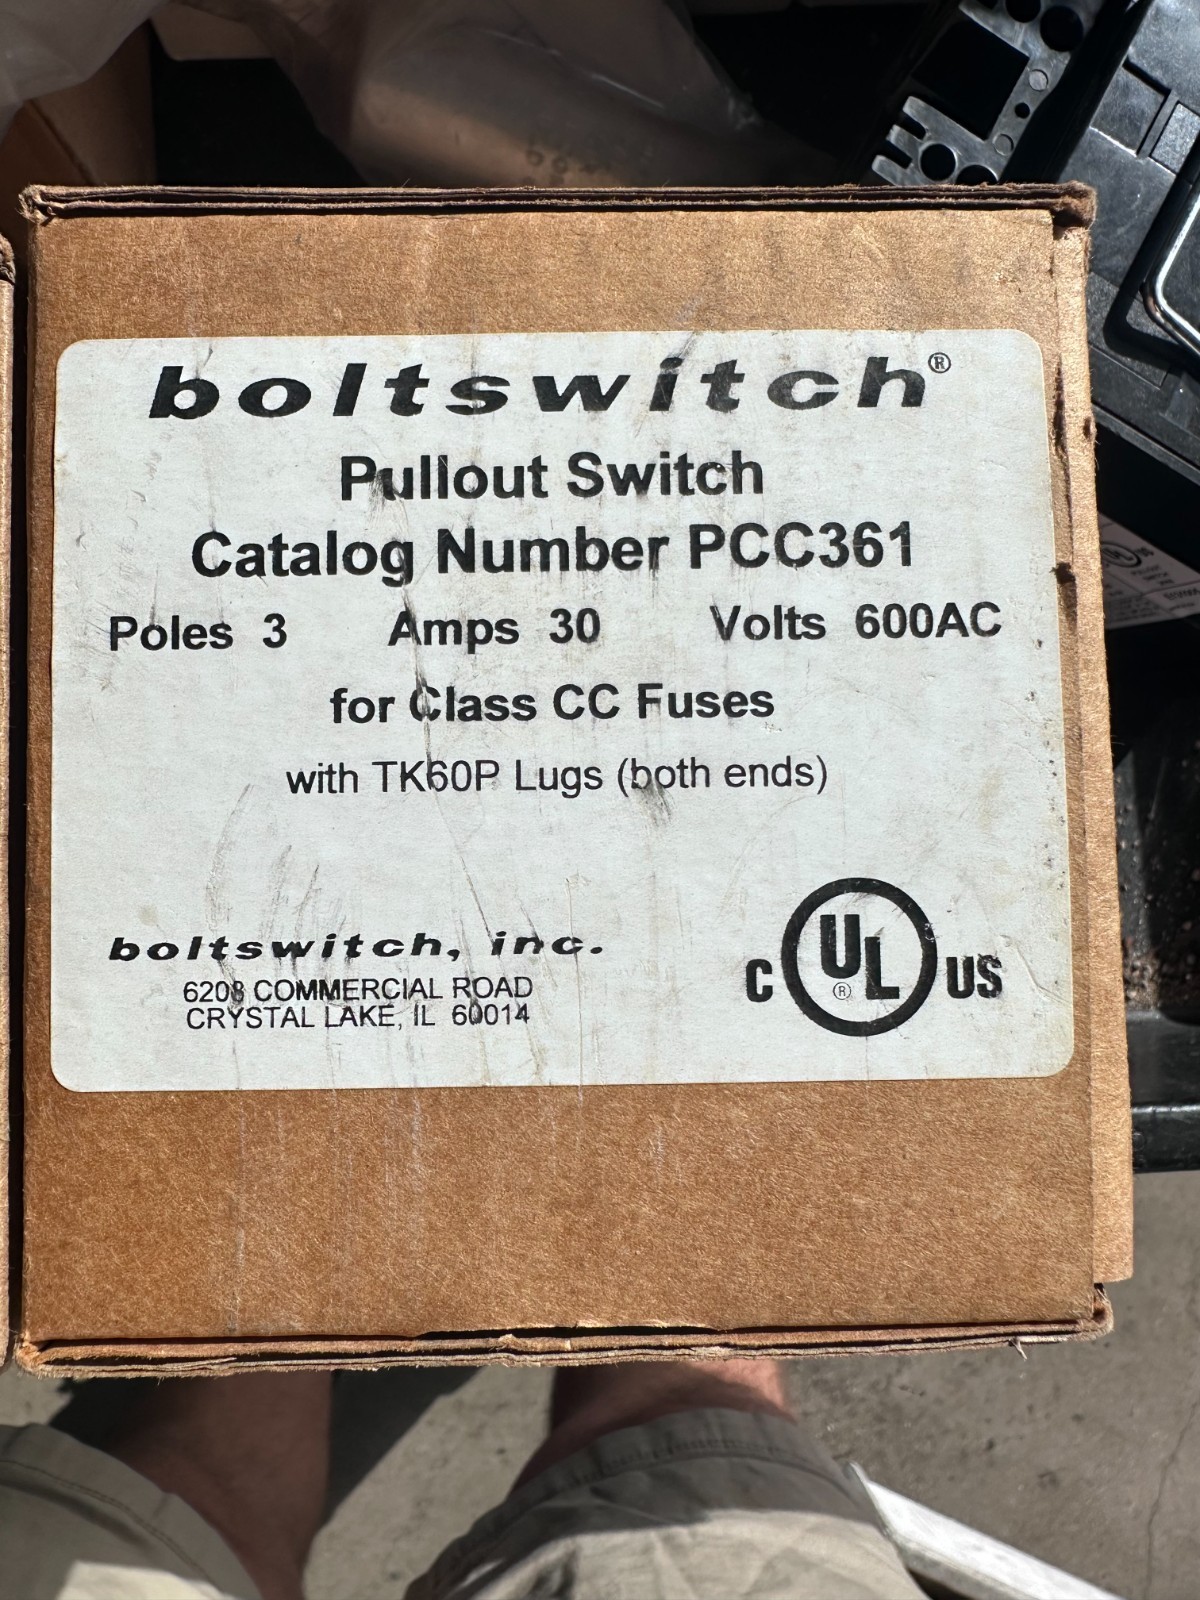 boltswitch®
Pullout Switch
Catalog Number PCC361
Poles 3 Amps 30 Volts 600AC
for Class CC Fuses
with TK60P Lugs (both ends)
boltswitch, inc.
6208 COMMERCIAL ROAD
CRYSTAL LAKE, IL 60014
C UL® US